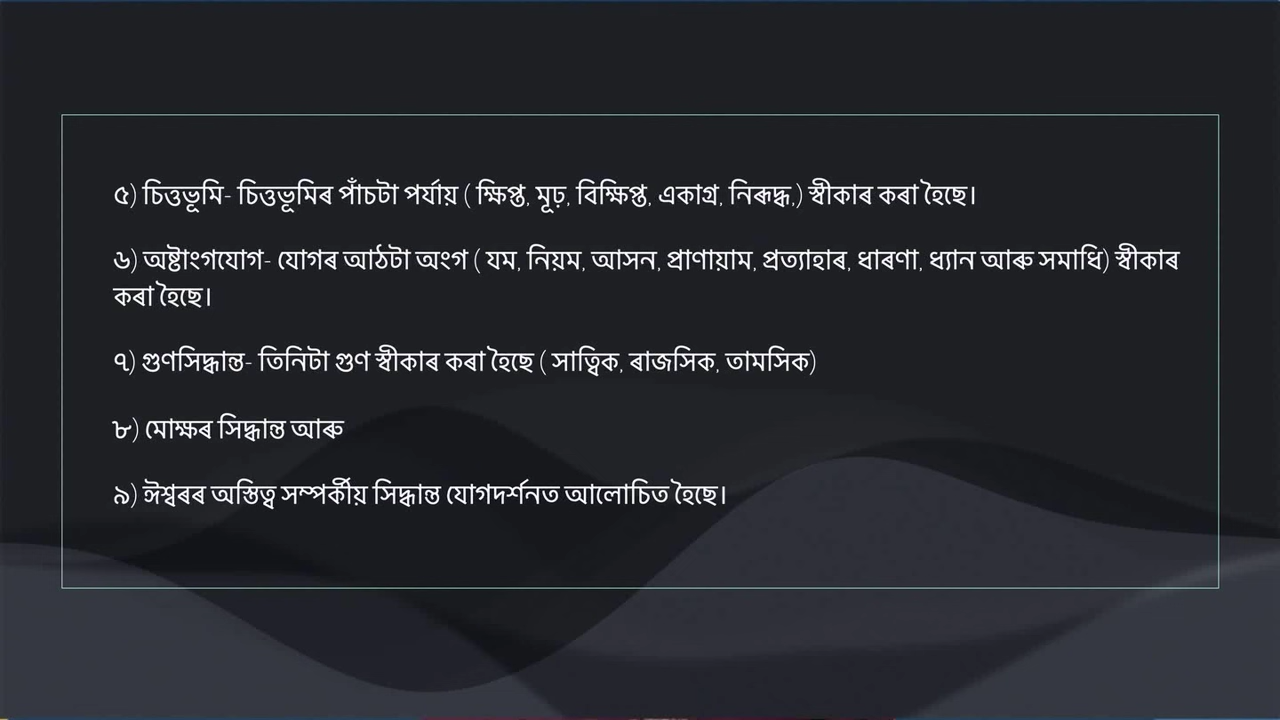 ৫) চিত্তভূমি- চিত্তভূমিৰ পাঁচটা পৰ্যায় ( ক্ষিপ্ত, মূঢ়, বিক্ষিপ্ত, একাগ্ৰ, নিৰূদ্ধ,) স্বীকাৰ কৰা হৈছে।
৬) অষ্টাংগযোগ- যোগৰ আঠটা অংগ ( যম, নিয়ম, আসন, প্ৰাণায়াম, প্ৰত্যাহাৰ, ধাৰণা, ধ্যান আৰু সমাধি) স্বীকাৰ
কৰা হৈছে।
৭) গুণসিদ্ধান্ত- তিনিটা গুণ স্বীকাৰ কৰা হৈছে ( সাত্বিক, ৰাজসিক, তামসিক)
৮) মোক্ষৰ সিদ্ধান্ত আৰু
৯) ঈশ্বৰৰ অস্তিত্ব সম্পৰ্কীয় সিদ্ধান্ত যোগদৰ্শনত আলোচিত হৈছে।